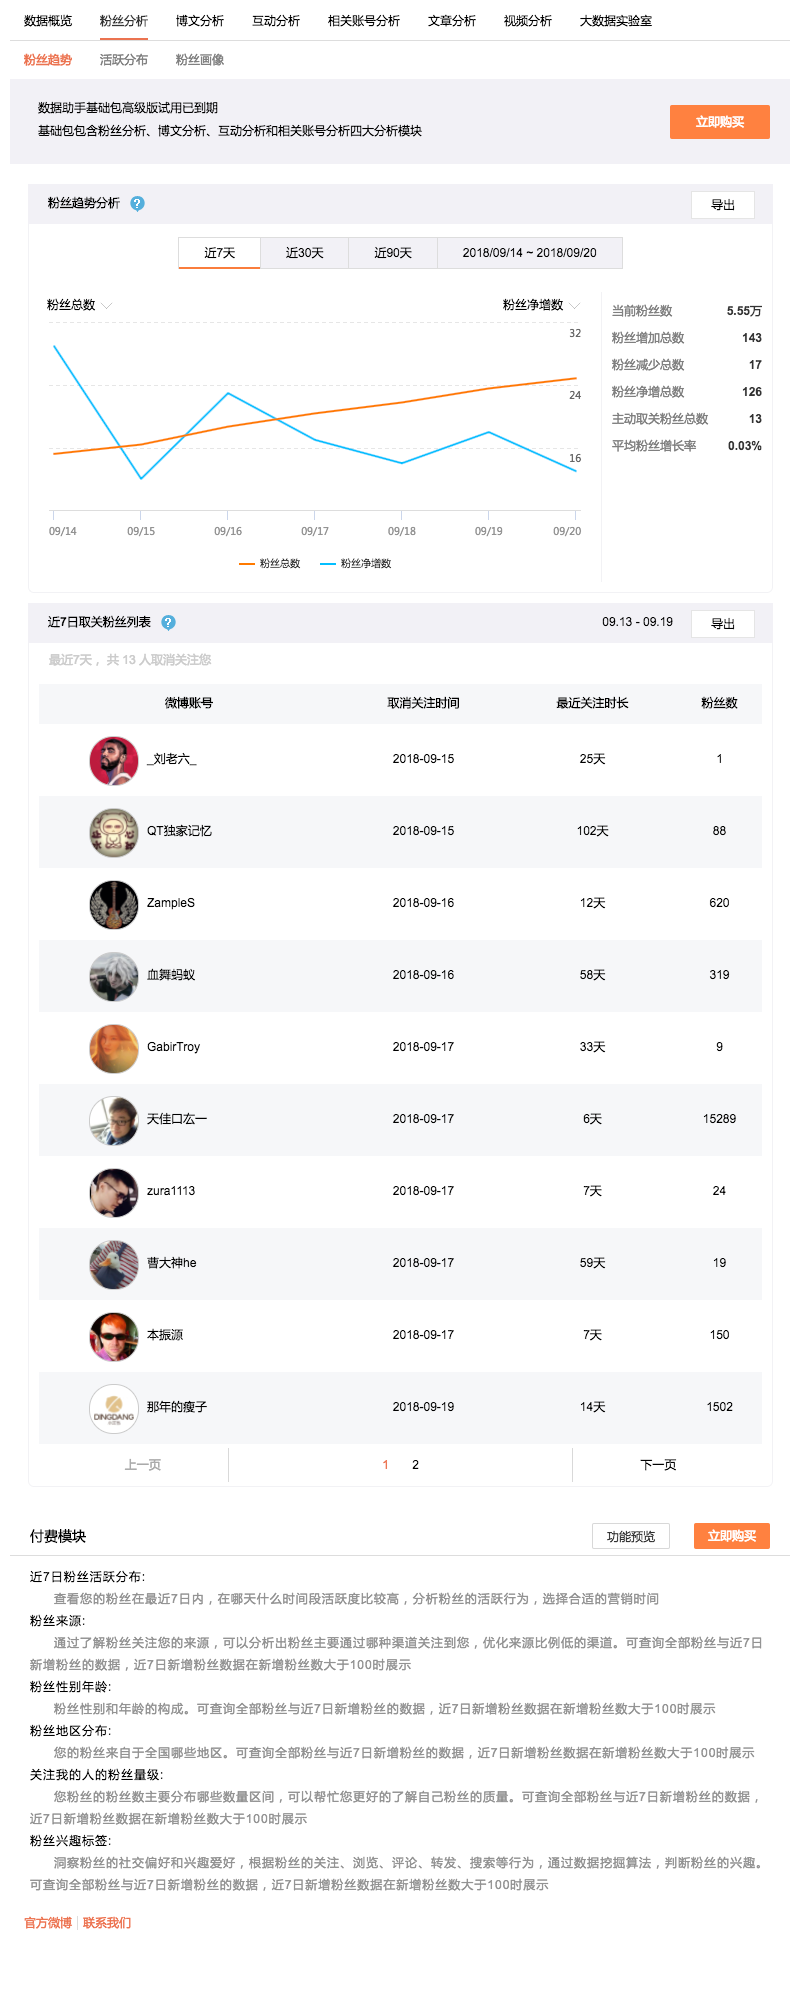 数据概览 粉丝分析 博文分析 互动分析 相关账号分析 文章分析 视频分析 大数据实验室
粉丝趋势 活跃分布 粉丝画像
数据助手基础包高级版试用已到期
基础包包含粉丝分析、博文分析、互动分析和相关账号分析四大分析模块
立即购买
粉丝趋势分析 ? 导出
近7天 近30天 近90天 2018/09/14 ~ 2018/09/20
粉丝总数 粉丝净增数
32
24
16
09/14 09/15 09/16 09/17 09/18 09/19 09/20
粉丝总数 粉丝净增数
当前粉丝数 5.55万
粉丝增加总数 143
粉丝减少总数 17
粉丝净增总数 126
主动取关粉丝总数 13
平均粉丝增长率 0.03%
近7日取关粉丝列表 ? 09.13 - 09.19 导出
最近7天， 共 13 人取消关注您
微博账号 取消关注时间 最近关注时长 粉丝数
_刘老六_ 2018-09-15 25天 1
QT独家记忆 2018-09-15 102天 88
ZampleS 2018-09-16 12天 620
血舞蚂蚁 2018-09-16 58天 319
GabirTroy 2018-09-17 33天 9
天佳口厷一 2018-09-17 6天 15289
zura1113 2018-09-17 7天 24
曹大神he 2018-09-17 59天 19
本振源 2018-09-17 7天 150
DINGDANG
那年的瘦子 2018-09-19 14天 1502
上一页 1 2 下一页
付费模块 功能预览 立即购买
近7日粉丝活跃分布:
查看您的粉丝在最近7日内，在哪天什么时间段活跃度比较高，分析粉丝的活跃行为，选择合适的营销时间
粉丝来源:
通过了解粉丝关注您的来源，可以分析出粉丝主要通过哪种渠道关注到您，优化来源比例低的渠道。可查询全部粉丝与近7日
新增粉丝的数据，近7日新增粉丝数据在新增粉丝数大于100时展示
粉丝性别年龄:
粉丝性别和年龄的构成。可查询全部粉丝与近7日新增粉丝的数据，近7日新增粉丝数据在新增粉丝数大于100时展示
粉丝地区分布:
您的粉丝来自于全国哪些地区。可查询全部粉丝与近7日新增粉丝的数据，近7日新增粉丝数据在新增粉丝数大于100时展示
关注我的人的粉丝量级:
您粉丝的粉丝数主要分布哪些数量区间，可以帮忙您更好的了解自己粉丝的质量。可查询全部粉丝与近7日新增粉丝的数据，
近7日新增粉丝数据在新增粉丝数大于100时展示
粉丝兴趣标签:
洞察粉丝的社交偏好和兴趣爱好，根据粉丝的关注、浏览、评论、转发、搜索等行为，通过数据挖掘算法，判断粉丝的兴趣。
可查询全部粉丝与近7日新增粉丝的数据，近7日新增粉丝数据在新增粉丝数大于100时展示
官方微博 | 联系我们